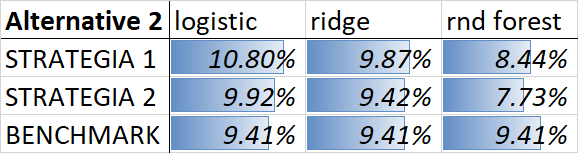 Alternative 2 logistic ridge rnd forest
STRATEGIA 1 10.80% 9.87% 8.44%
STRATEGIA 2 9.92% 9.42% 7.73%
BENCHMARK 9.41% 9.41% 9.41%